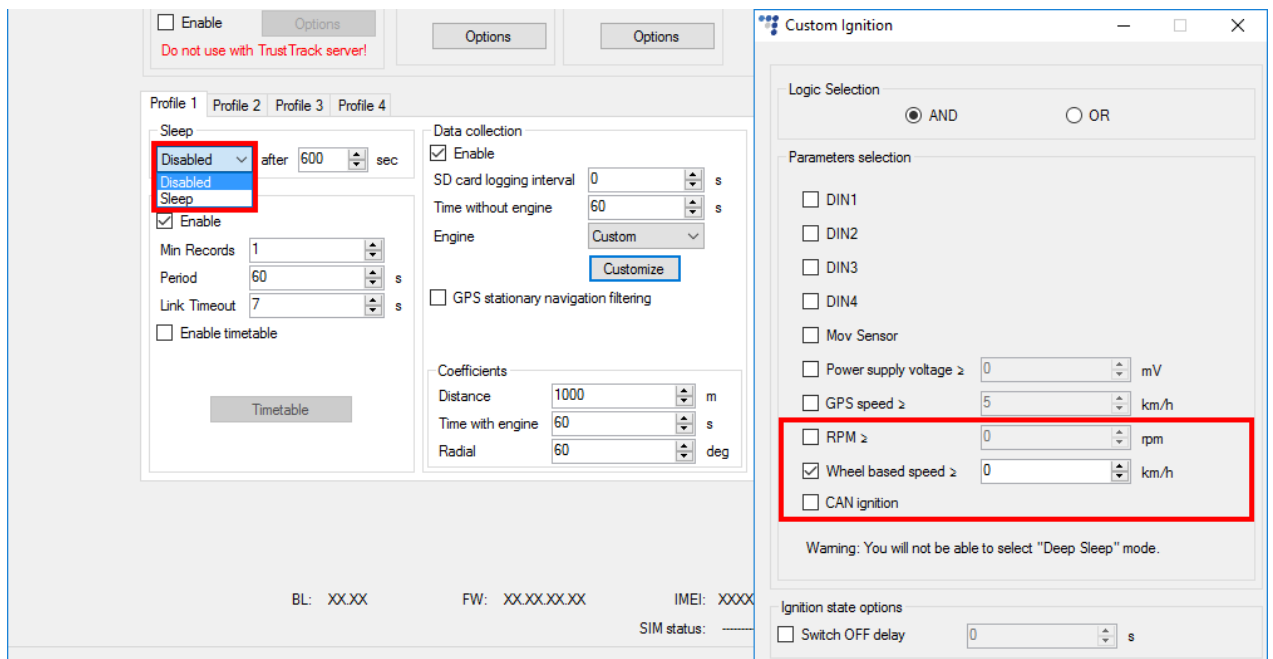 Enable
Options
Do not use with TrustTrack server!
Options
Options
Profile 1
Profile 2
Profile 3
Profile 4
Sleep
Disabled
after
600
sec
Disabled
Sleep
Enable
Min Records
1
Period
60
s
Link Timeout
7
s
Enable timetable
Timetable
Data collection
Enable
SD card logging interval
0
s
Time without engine
60
s
Engine
Custom
Customize
GPS stationary navigation filtering
Coefficients
Distance
1000
m
Time with engine
60
s
Radial
60
deg
BL: XX.XX
FW: XX.XX.XX.XX
IMEI: XXXX
SIM status: --------
Custom Ignition
Logic Selection
AND
OR
Parameters selection
DIN1
DIN2
DIN3
DIN4
Mov Sensor
Power supply voltage ≥
0
mV
GPS speed ≥
5
km/h
RPM ≥
0
rpm
Wheel based speed ≥
0
km/h
CAN ignition
Warning: You will not be able to select "Deep Sleep" mode.
Ignition state options
Switch OFF delay
0
s